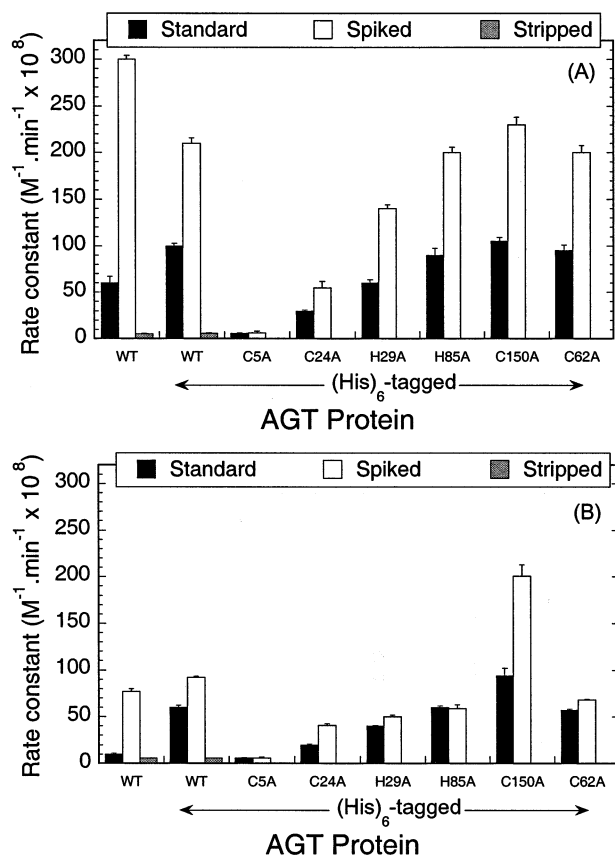 Standard Spiked Stripped
(A)
Rate constant (M⁻¹.min⁻¹ x 10⁸)
300
250
200
150
100
50
0
WT WT C5A C24A H29A H85A C150A C62A
(His)₆-tagged
AGT Protein
Standard Spiked Stripped
(B)
Rate constant (M⁻¹.min⁻¹ x 10⁸)
300
250
200
150
100
50
0
WT WT C5A C24A H29A H85A C150A C62A
(His)₆-tagged
AGT Protein